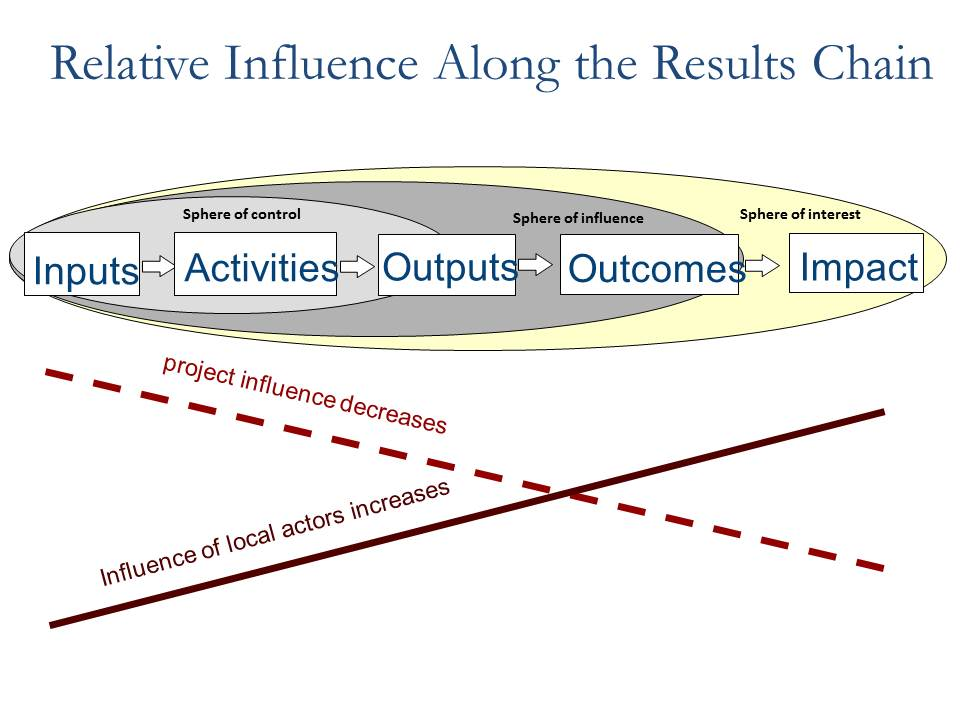 Relative Influence Along the Results Chain
Sphere of control
Sphere of influence
Sphere of interest
Inputs
Activities
Outputs
Outcomes
Impact
project influence decreases
Influence of local actors increases